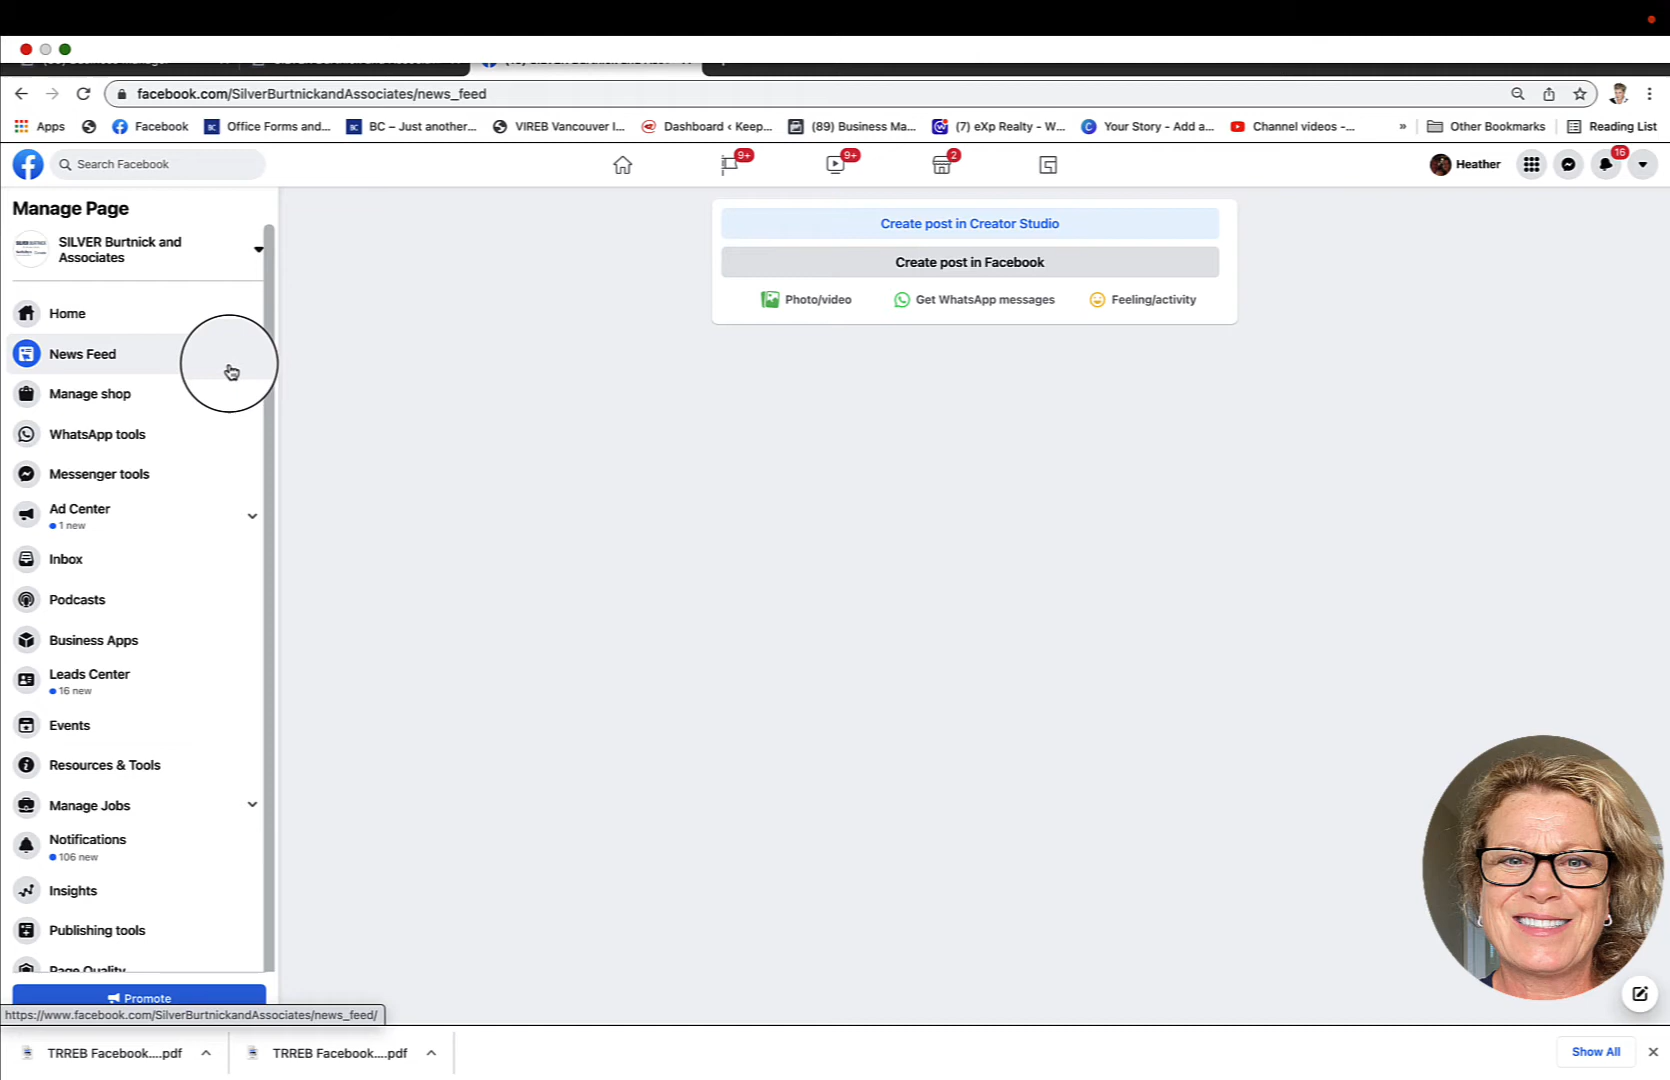 facebook.com/SilverBurtnickandAssociates/news_feed
Apps
Facebook
Office Forms and...
BC – Just another...
VIREB Vancouver I...
Dashboard ‹ Keep...
(89) Business Ma...
(7) eXp Realty - W...
Your Story - Add a...
Channel videos -...
»
Other Bookmarks
Reading List
Search Facebook
9+
9+
2
Heather
16
Manage Page
SILVER Burtnick and
Associates
Home
News Feed
Manage shop
WhatsApp tools
Messenger tools
Ad Center
1 new
Inbox
Podcasts
Business Apps
Leads Center
16 new
Events
Resources & Tools
Manage Jobs
Notifications
106 new
Insights
Publishing tools
Page Quality
Promote
Create post in Creator Studio
Create post in Facebook
Photo/video
Get WhatsApp messages
Feeling/activity
https://www.facebook.com/SilverBurtnickandAssociates/news_feed/
TRREB Facebook....pdf
TRREB Facebook....pdf
Show All